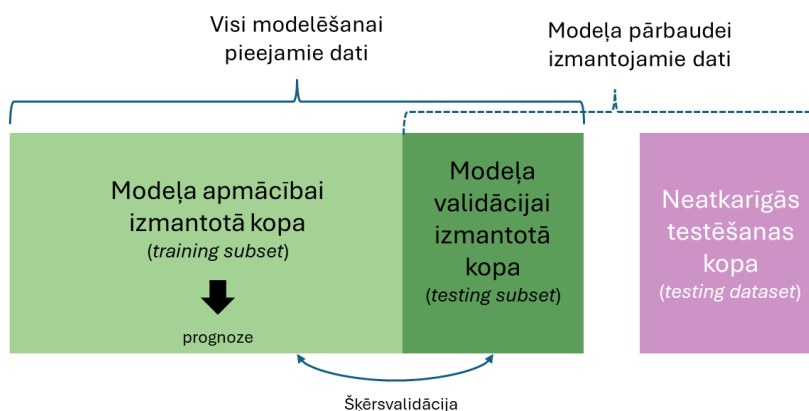 Visi modelēšanai
pieejamie dati
Modeļa pārbaudei
izmantojamie dati
Modeļa apmācībai
izmantotā kopa
(training subset)
prognoze
Modeļa
validācijai
izmantotā
kopa
(testing subset)
Neatkarīgās
testēšanas
kopa
(testing dataset)
Šķērsvalidācija